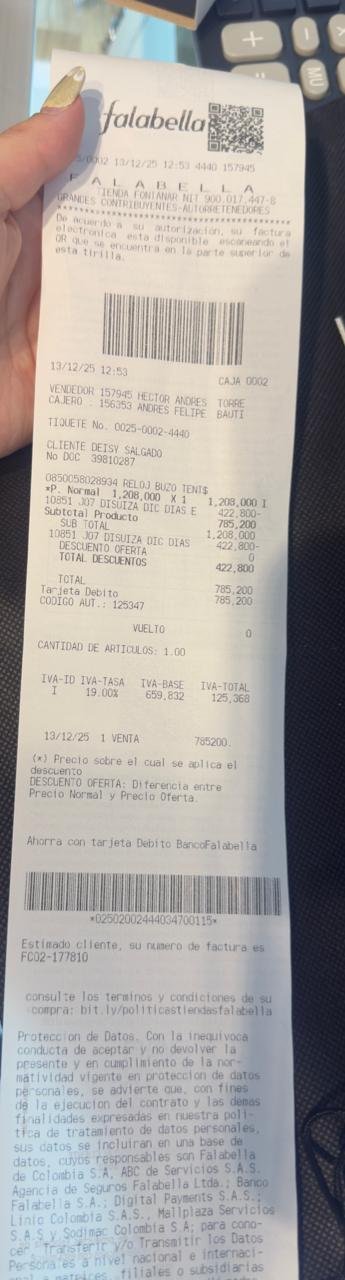 falabella
/0002 13/12/25 12:53 4440 157945
F A L A B E L L A
TIENDA FONTANAR NIT 900.017.447-8
GRANDES CONTRIBUYENTES-AUTORRETENEDORES
****************************************
De acuerdo a su autorización, su factura
electronica esta disponible escaneando el
QR que se encuentra en la parte superior de
esta tirilla.
13/12/25 12:53 CAJA 0002
VENDEDOR 157945 HECTOR ANDRES TORRE
CAJERO . 156353 ANDRES FELIPE BAUTI
TIQUETE No. 0025-0002-4440
CLIENTE DEISY SALGADO
No DOC 39810287
0850058028934 RELOJ BUZO TENT$
*P. Normal 1,208,000 X 1 1,208,000 I
10851 J07 DISUIZA DIC DIAS E 422,800-
Subtotal Producto 785,200
SUB TOTAL 1,208,000
10851 J07 DISUIZA DIC DIAS 422,800-
DESCUENTO OFERTA 0
TOTAL DESCUENTOS 422,800
TOTAL 785,200
Tarjeta Debito 785,200
CODIGO AUT.: 125347
VUELTO 0
CANTIDAD DE ARTICULOS: 1.00
IVA-ID IVA-TASA IVA-BASE IVA-TOTAL
I 19.00% 659,832 125,368
13/12/25 1 VENTA 785200.
(*) Precio sobre el cual se aplica el
descuento
DESCUENTO OFERTA: Diferencia entre
Precio Normal y Precio Oferta.
Ahorra con tarjeta Debito BancoFalabella
*02502002444034700115*
Estimado cliente, su numero de factura es
FC02-177810
consulte los terminos y condiciones de su
compra: bit.ly/politicastiendasfalabella
Proteccion de Datos. Con la inequivoca
conducta de aceptar y no devolver la
presente y en cumplimiento de la nor-
matividad vigente en proteccion de datos
personales, se advierte que, con fines
de la ejecucion del contrato y las demas
finalidades expresadas en nuestra poli-
tica de tratamiento de datos personales,
sus datos se incluiran en una base de
datos, cuyos responsables son Falabella
de Colombia S.A, ABC de Servicios S.A.S.
Agencia de Seguros Falabella Ltda.; Banco
Falabella S.A.; Digital Payments S.A.S.;
Linio Colombia S.A.S., Mallplaza Servicios
S.A.S y Sodimac Colombia S.A; para cono-
cer, Transferir y/o Transmitir los Datos
Personales a nivel nacional e internaci-
onal a matrices, filiales o subsidiarias
+
-
MU